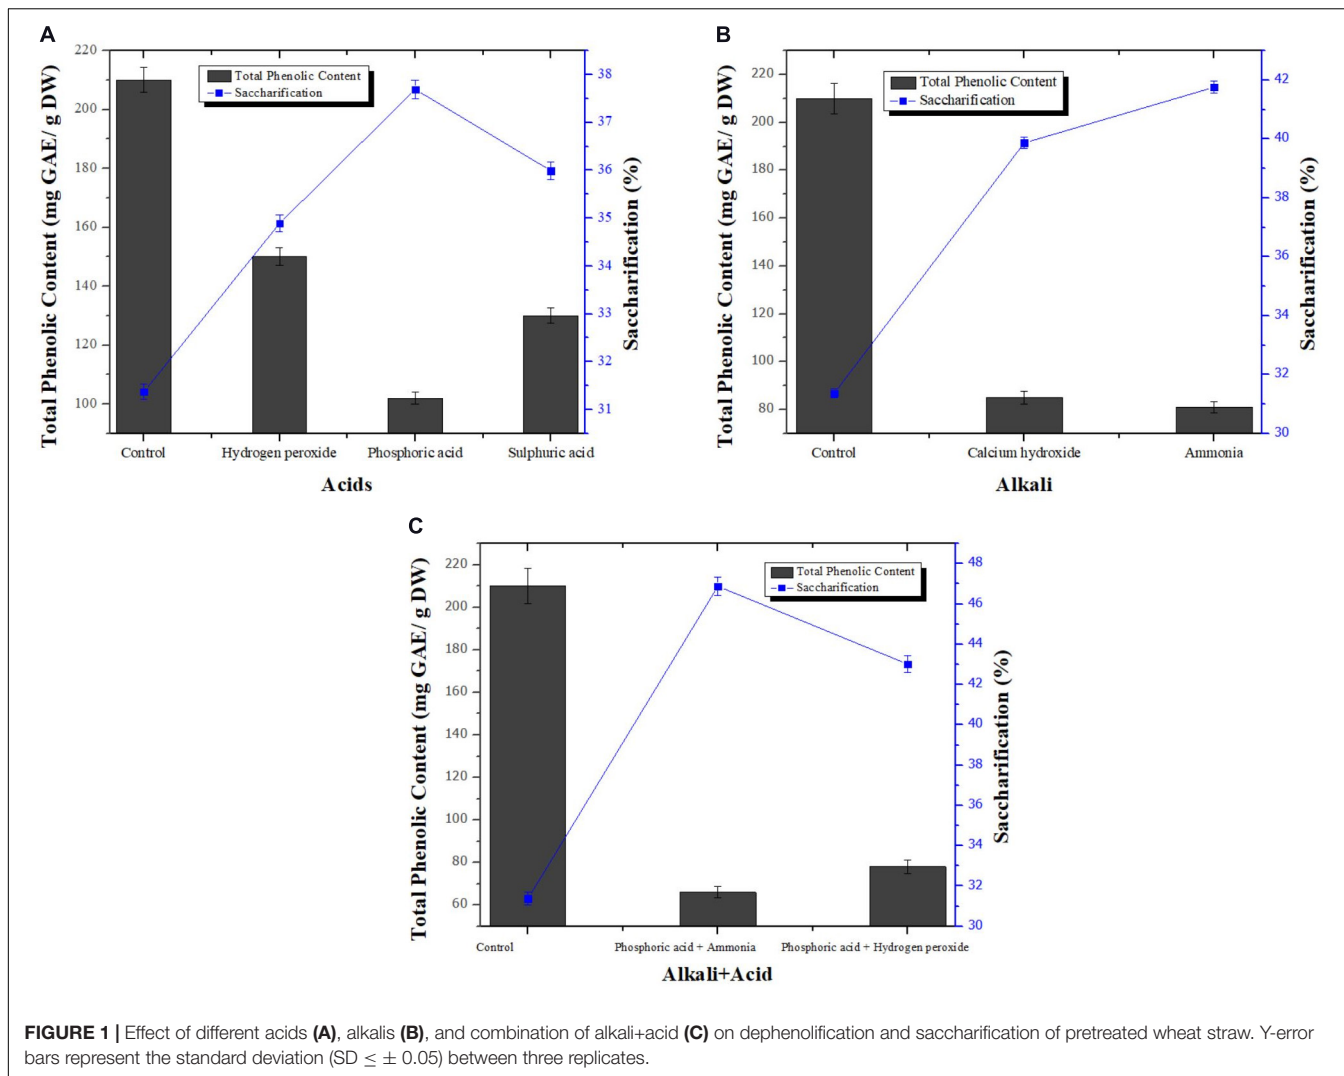 A
220
210
200
190
180
170
160
150
140
130
120
110
100
Total Phenolic Content (mg GAE/ g DW)
Total Phenolic Content
Saccharification
38
37
36
35
34
33
32
31
Saccharification (%)
Control
Hydrogen peroxide
Phosphoric acid
Sulphuric acid
Acids
B
220
200
180
160
140
120
100
80
Total Phenolic Content (mg GAE/ g DW)
Total Phenolic Content
Saccharification
42
40
38
36
34
32
30
Saccharification (%)
Control
Calcium hydroxide
Ammonia
Alkali
C
220
200
180
160
140
120
100
80
60
Total Phenolic Content (mg GAE/ g DW)
Total Phenolic Content
Saccharification
48
46
44
42
40
38
36
34
32
30
Saccharification (%)
Control
Phosphoric acid + Ammonia
Phosphoric acid + Hydrogen peroxide
Alkali+Acid
FIGURE 1 | Effect of different acids (A), alkalis (B), and combination of alkali+acid (C) on dephenolification and saccharification of pretreated wheat straw. Y-error
bars represent the standard deviation (SD ≤ ± 0.05) between three replicates.